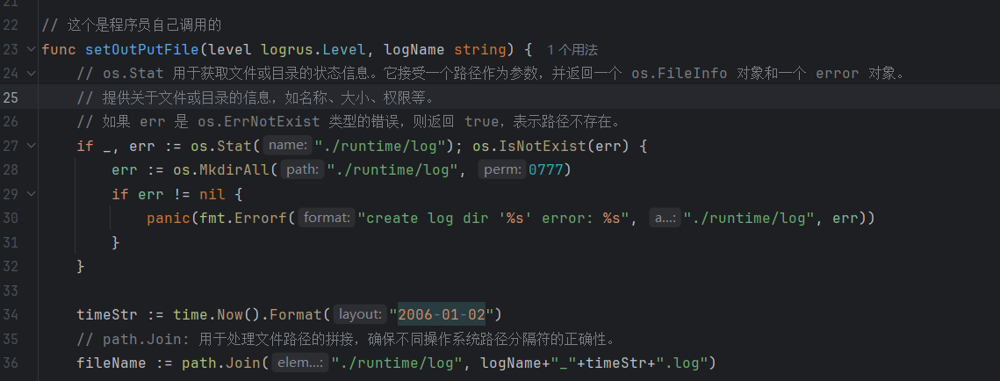 21
22 // 这个是程序员自己调用的
23 func setOutPutFile(level logrus.Level, logName string) { 1个用法
24 // os.Stat 用于获取文件或目录的状态信息。它接受一个路径作为参数，并返回一个 os.FileInfo 对象和一个 error 对象。
25 // 提供关于文件或目录的信息，如名称、大小、权限等。
26 // 如果 err 是 os.ErrNotExist 类型的错误，则返回 true，表示路径不存在。
27 if _, err := os.Stat( name: "./runtime/log"); os.IsNotExist(err) {
28 err := os.MkdirAll( path: "./runtime/log", perm: 0777)
29 if err != nil {
30 panic(fmt.Errorf( format: "create log dir '%s' error: %s", a...: "./runtime/log", err))
31 }
32 }
33
34 timeStr := time.Now().Format( layout: "2006-01-02")
35 // path.Join: 用于处理文件路径的拼接，确保不同操作系统路径分隔符的正确性。
36 fileName := path.Join( elem...: "./runtime/log", logName+"_"+timeStr+".log")